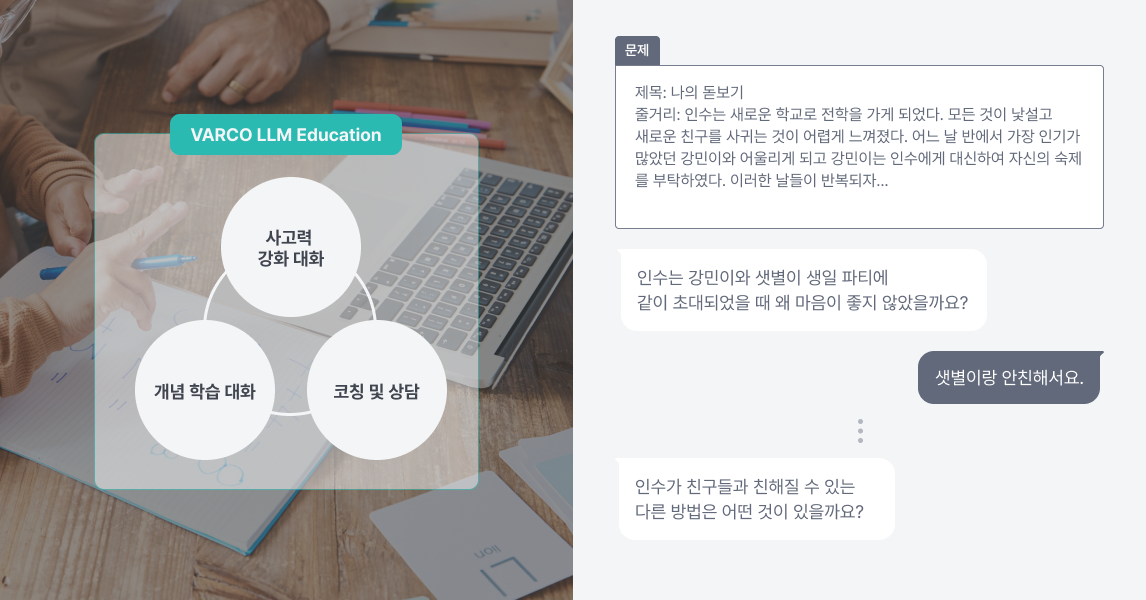 VARCO LLM Education
사고력
강화 대화
개념 학습 대화
코칭 및 상담
문제
제목: 나의 돋보기
줄거리: 인수는 새로운 학교로 전학을 가게 되었다. 모든 것이 낯설고
새로운 친구를 사귀는 것이 어렵게 느껴졌다. 어느 날 반에서 가장 인기가
많았던 강민이와 어울리게 되고 강민이는 인수에게 대신하여 자신의 숙제
를 부탁하였다. 이러한 날들이 반복되자...
인수는 강민이와 샛별이 생일 파티에
같이 초대되었을 때 왜 마음이 좋지 않았을까요?
샛별이랑 안친해서요.
인수가 친구들과 친해질 수 있는
다른 방법은 어떤 것이 있을까요?